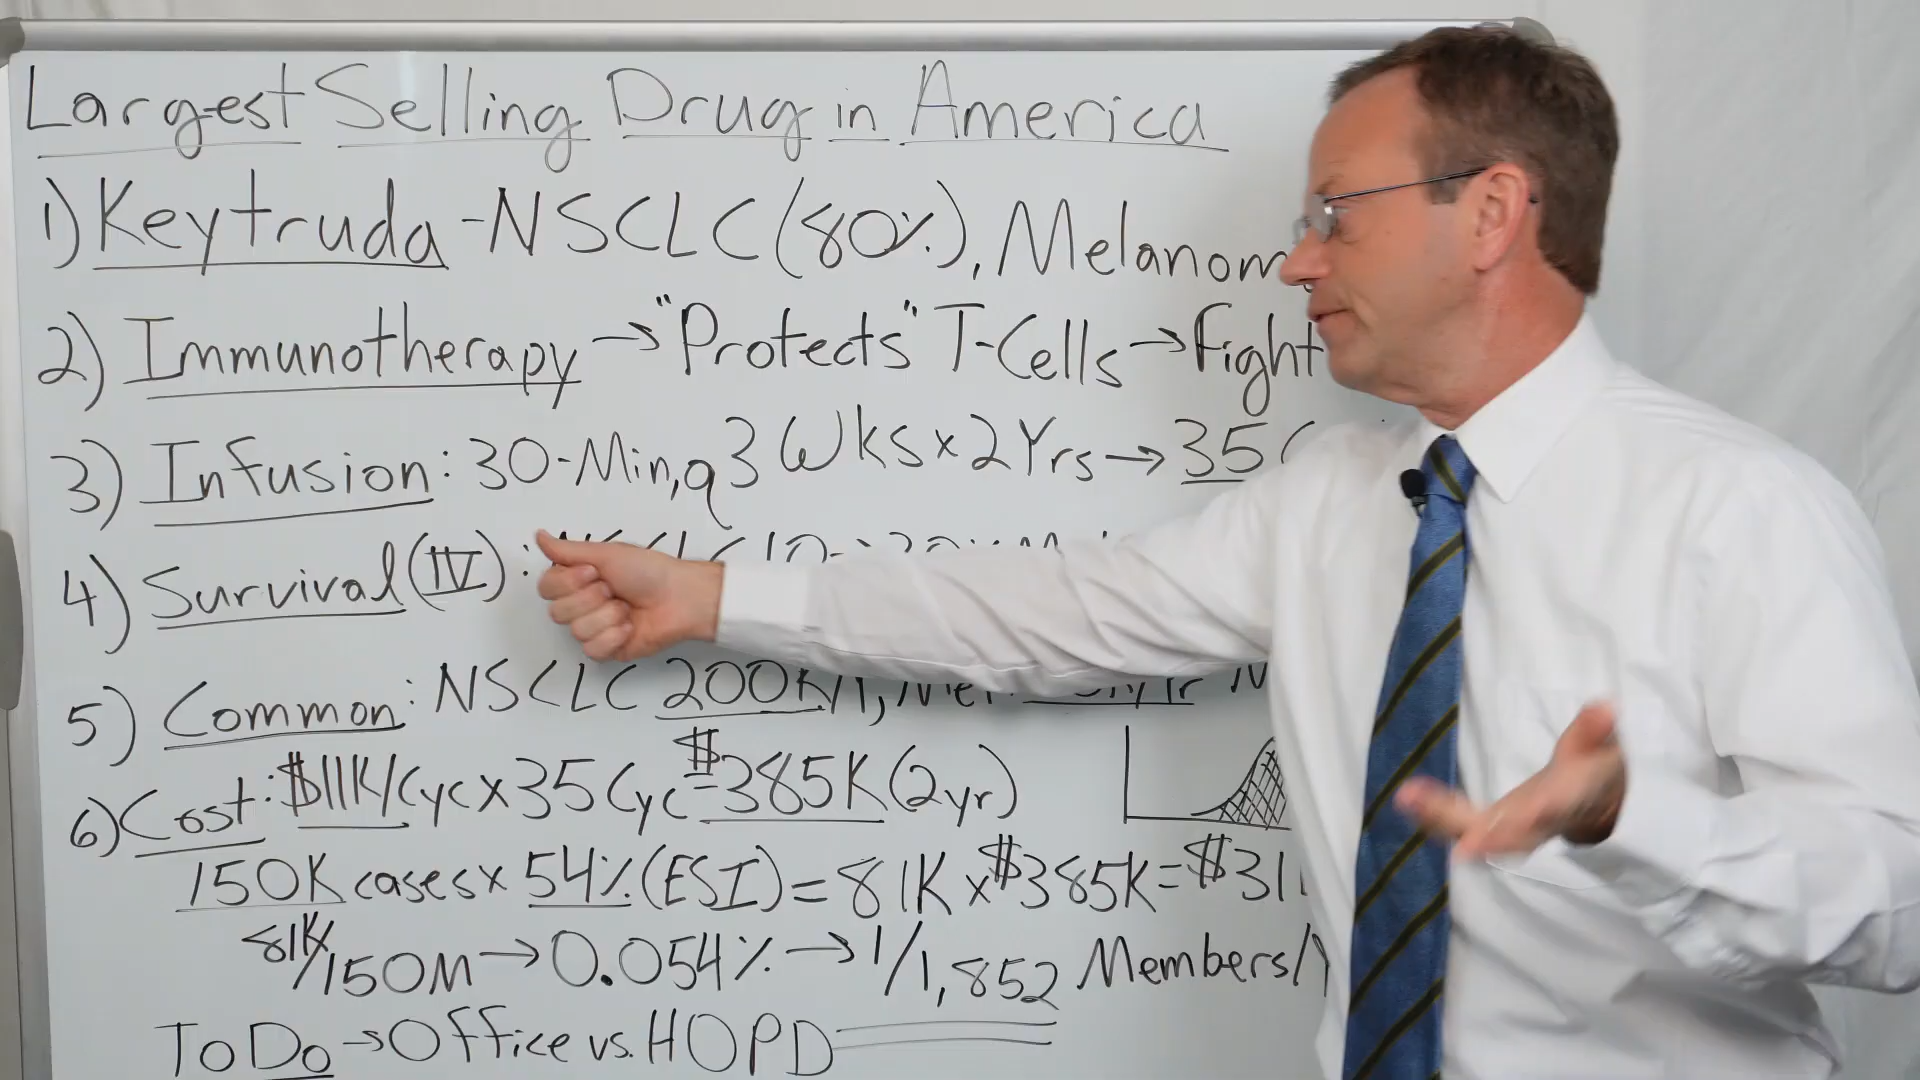 Largest Selling Drug in America
1) Keytruda - NSCLC (80%), Melanom
2) Immunotherapy → "Protects" T-Cells → Fight
3) Infusion: 30-Min, q3 Wks x 2 Yrs → 35
4) Survival (IV): NSCLC 10
5) Common: NSCLC 200K/
6) Cost: $11K/Cyc x 35 Cyc = $385K (2yr)
150K cases x 54% (ESI) = 81K x $385K = $31
81K/150M → 0.054% → 1/1,852 Members/
To Do → Office vs. HOPD